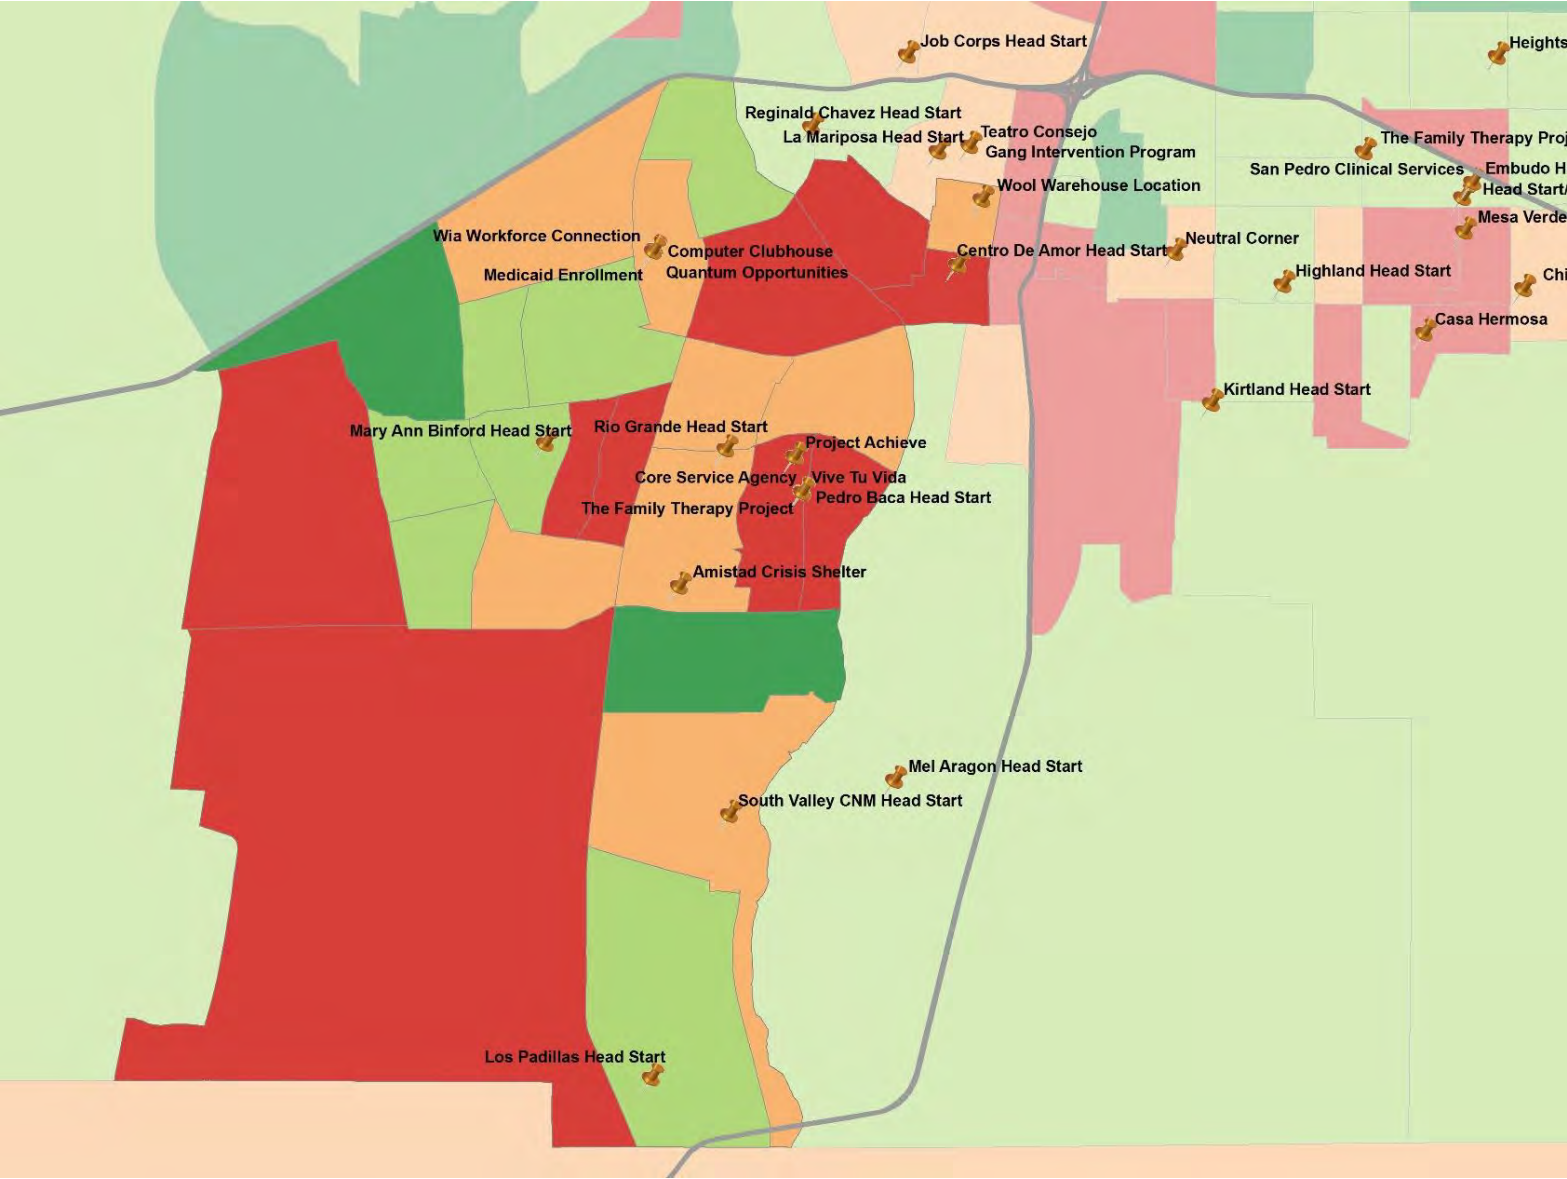 Job Corps Head Start
Heights
Reginald Chavez Head Start
La Mariposa Head Start
Teatro Consejo
Gang Intervention Program
The Family Therapy Proj
San Pedro Clinical Services
Embudo H
Head Start/
Wool Warehouse Location
Mesa Verde
Wia Workforce Connection
Computer Clubhouse
Quantum Opportunities
Medicaid Enrollment
Centro De Amor Head Start
Neutral Corner
Highland Head Start
Chi
Casa Hermosa
Kirtland Head Start
Mary Ann Binford Head Start
Rio Grande Head Start
Project Achieve
Core Service Agency
Vive Tu Vida
Pedro Baca Head Start
The Family Therapy Project
Amistad Crisis Shelter
Mel Aragon Head Start
South Valley CNM Head Start
Los Padillas Head Start